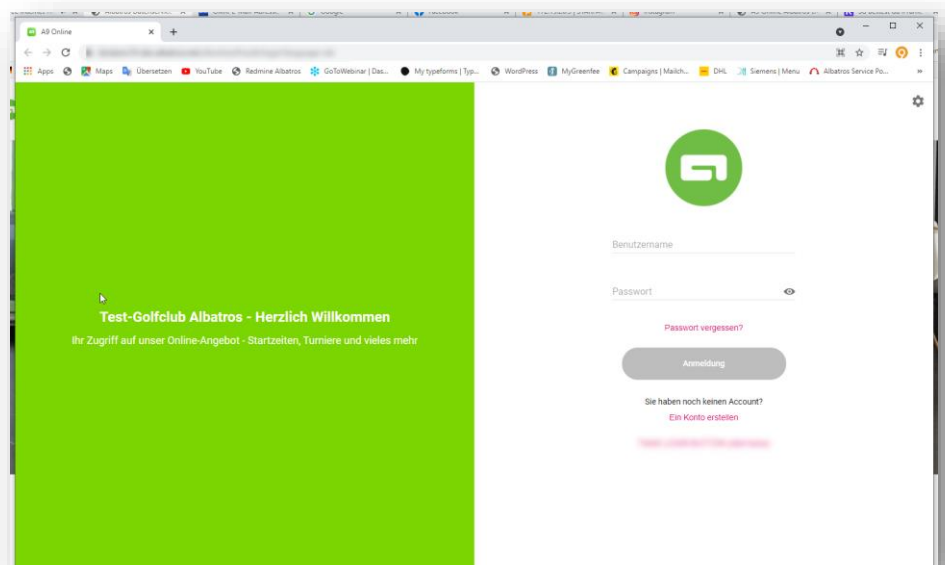 A9 Online
Apps Maps Übersetzen YouTube Redmine Albatros GoToWebinar | Das... My typeforms | Typ... WordPress MyGreenfee Campaigns | Mailch... DHL Siemens | Menu Albatros Service Po... »
Benutzername
Passwort
Test-Golfclub Albatros - Herzlich Willkommen
Ihr Zugriff auf unser Online-Angebot - Startzeiten, Turniere und vieles mehr
Passwort vergessen?
Anmeldung
Sie haben noch keinen Account?
Ein Konto erstellen